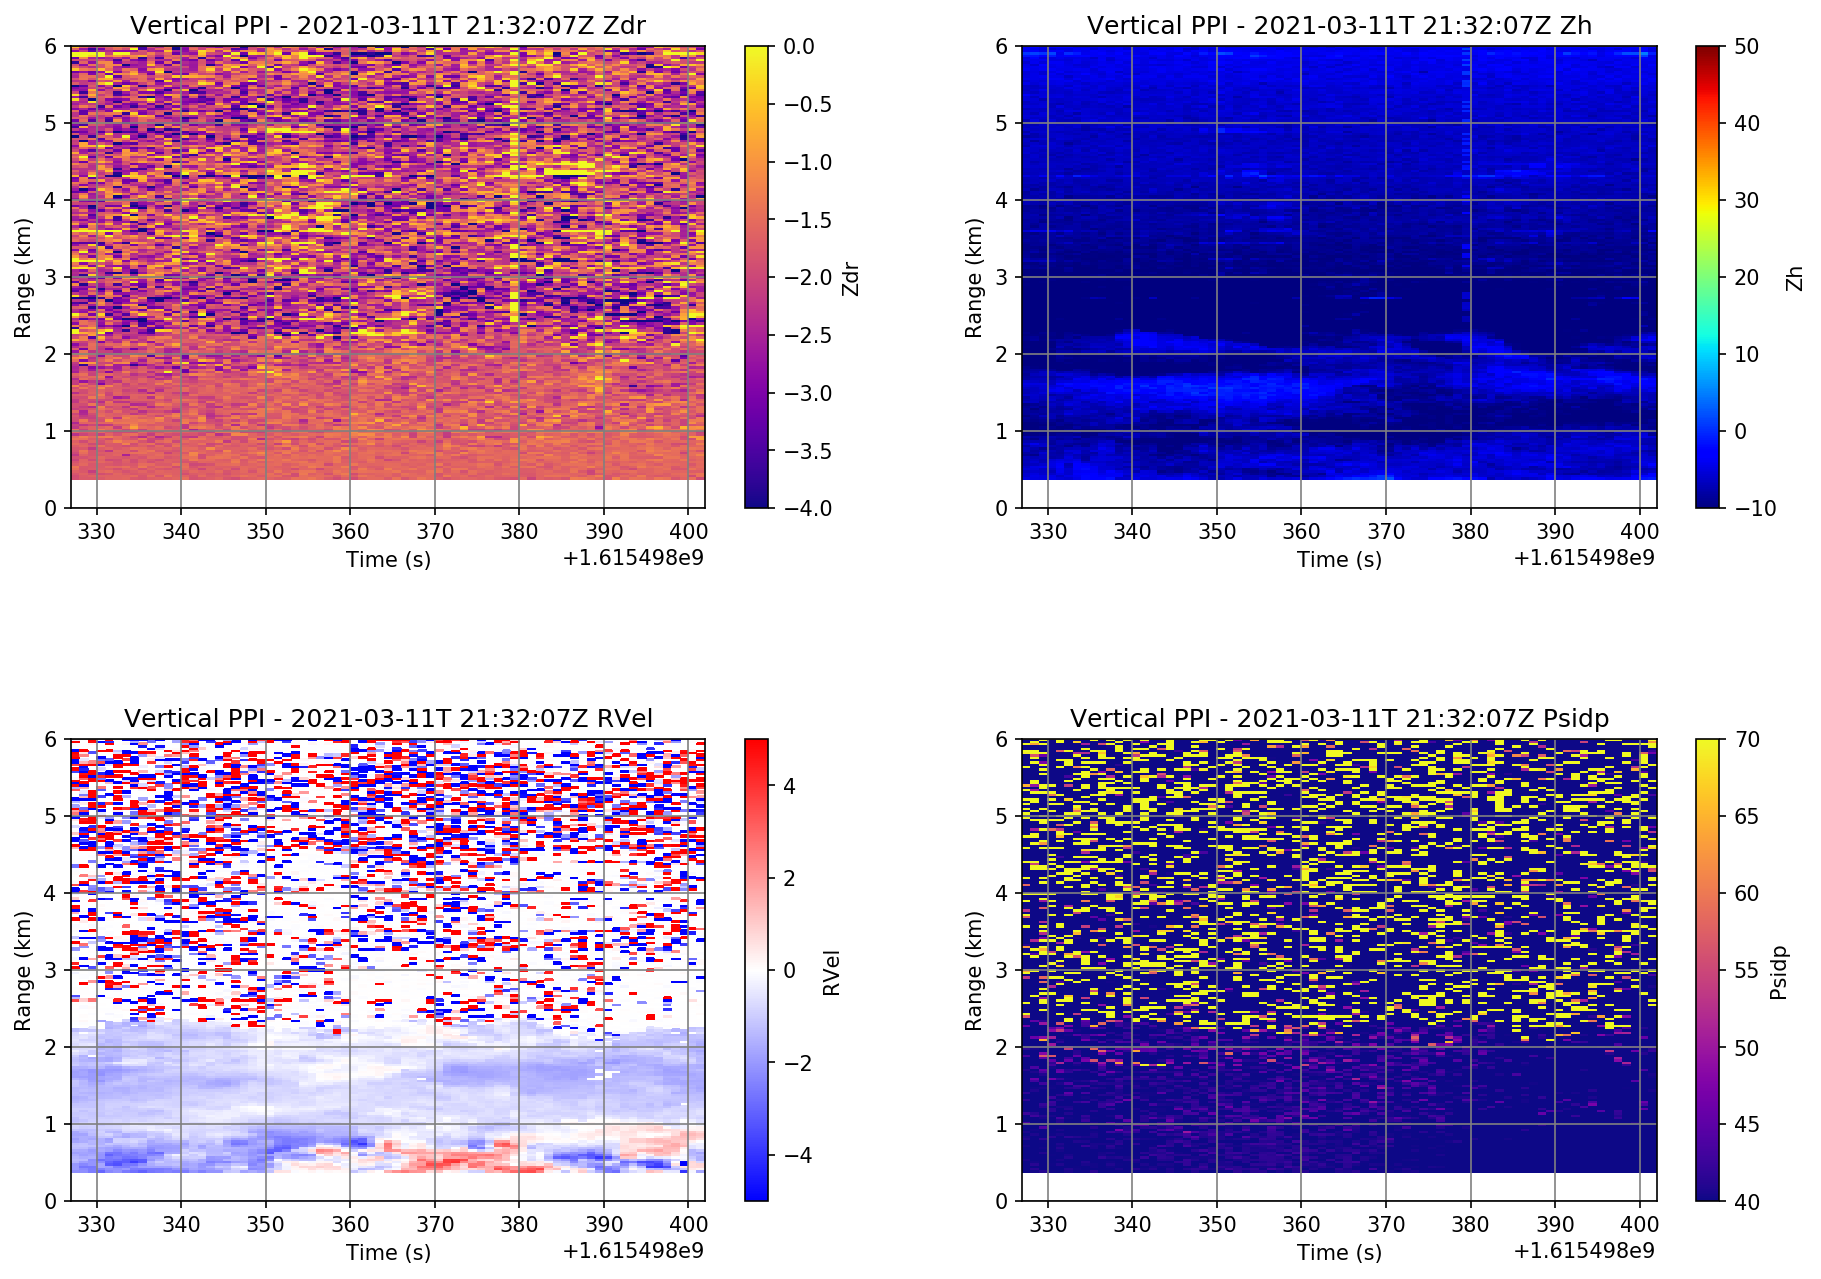 Vertical PPI - 2021-03-11T 21:32:07Z Zdr
6
5
4
3
2
1
0
Range (km)
330 340 350 360 370 380 390 400
Time (s)
+1.615498e9
0.0
−0.5
−1.0
−1.5
−2.0
−2.5
−3.0
−3.5
−4.0
Zdr
Vertical PPI - 2021-03-11T 21:32:07Z Zh
6
5
4
3
2
1
0
Range (km)
330 340 350 360 370 380 390 400
Time (s)
+1.615498e9
50
40
30
20
10
0
−10
Zh
Vertical PPI - 2021-03-11T 21:32:07Z RVel
6
5
4
3
2
1
0
Range (km)
330 340 350 360 370 380 390 400
Time (s)
+1.615498e9
4
2
0
−2
−4
RVel
Vertical PPI - 2021-03-11T 21:32:07Z Psidp
6
5
4
3
2
1
0
Range (km)
330 340 350 360 370 380 390 400
Time (s)
+1.615498e9
70
65
60
55
50
45
40
Psidp